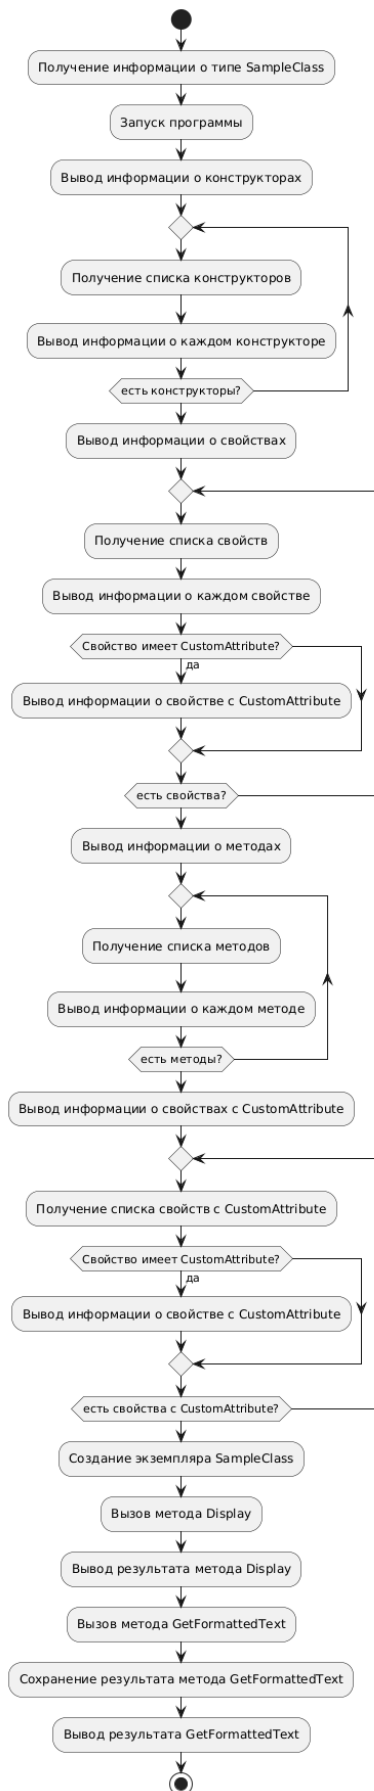 Получение информации о типе SampleClass
Запуск программы
Вывод информации о конструкторах
Получение списка конструкторов
Вывод информации о каждом конструкторе
есть конструкторы?
Вывод информации о свойствах
Получение списка свойств
Вывод информации о каждом свойстве
Свойство имеет CustomAttribute?
да
Вывод информации о свойстве с CustomAttribute
есть свойства?
Вывод информации о методах
Получение списка методов
Вывод информации о каждом методе
есть методы?
Вывод информации о свойствах с CustomAttribute
Получение списка свойств с CustomAttribute
Свойство имеет CustomAttribute?
да
Вывод информации о свойстве с CustomAttribute
есть свойства с CustomAttribute?
Создание экземпляра SampleClass
Вызов метода Display
Вывод результата метода Display
Вызов метода GetFormattedText
Сохранение результата метода GetFormattedText
Вывод результата GetFormattedText